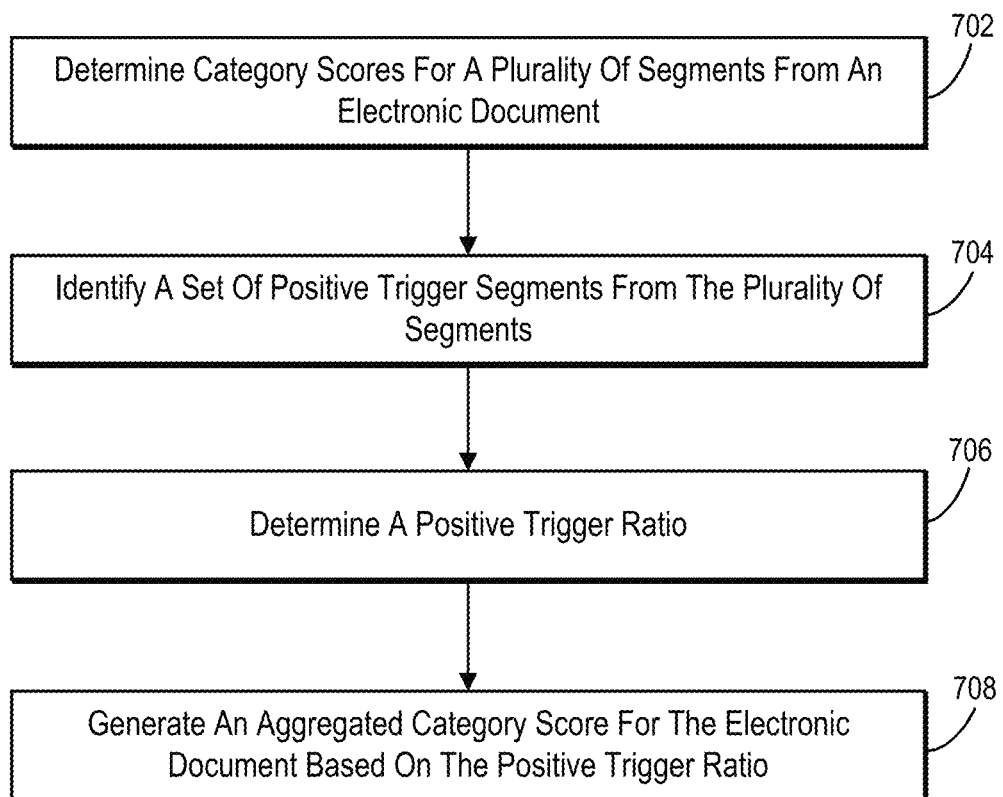 702
Determine Category Scores For A Plurality Of Segments From An
Electronic Document
704
Identify A Set Of Positive Trigger Segments From The Plurality Of
Segments
706
Determine A Positive Trigger Ratio
708
Generate An Aggregated Category Score For The Electronic
Document Based On The Positive Trigger Ratio